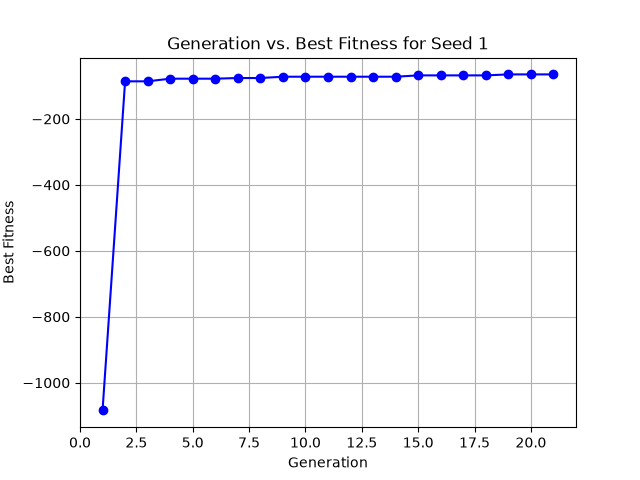 Generation vs. Best Fitness for Seed 1
Best Fitness
−200
−400
−600
−800
−1000
0.0 2.5 5.0 7.5 10.0 12.5 15.0 17.5 20.0
Generation